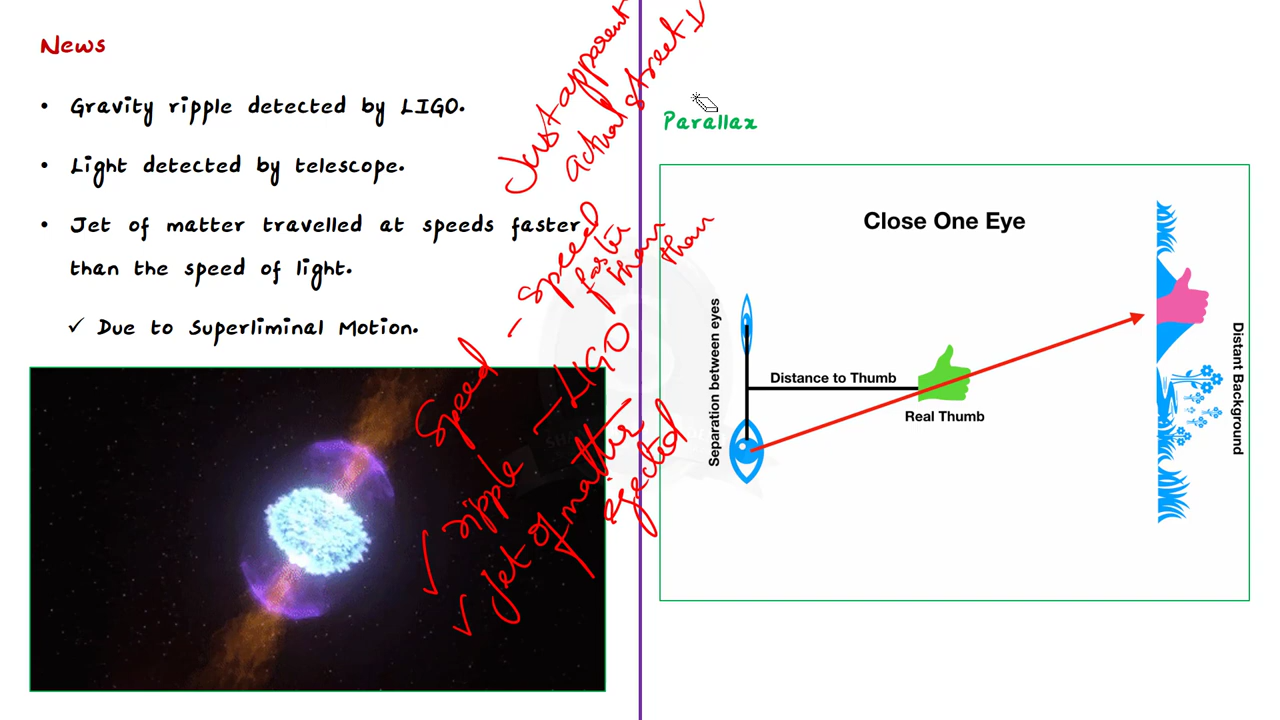 News
• Gravity ripple detected by LIGO.
• Light detected by telescope.
• Jet of matter travelled at speeds faster
than the speed of light.
✓ Due to Superliminal Motion.
Just apparent
actual street
- speed
faster
than
than
Speed
✓ ripple - LIGO
✓ Jet of matter
ejected
Parallax
Close One Eye
Separation between eyes
Distance to Thumb
Real Thumb
Distant Background